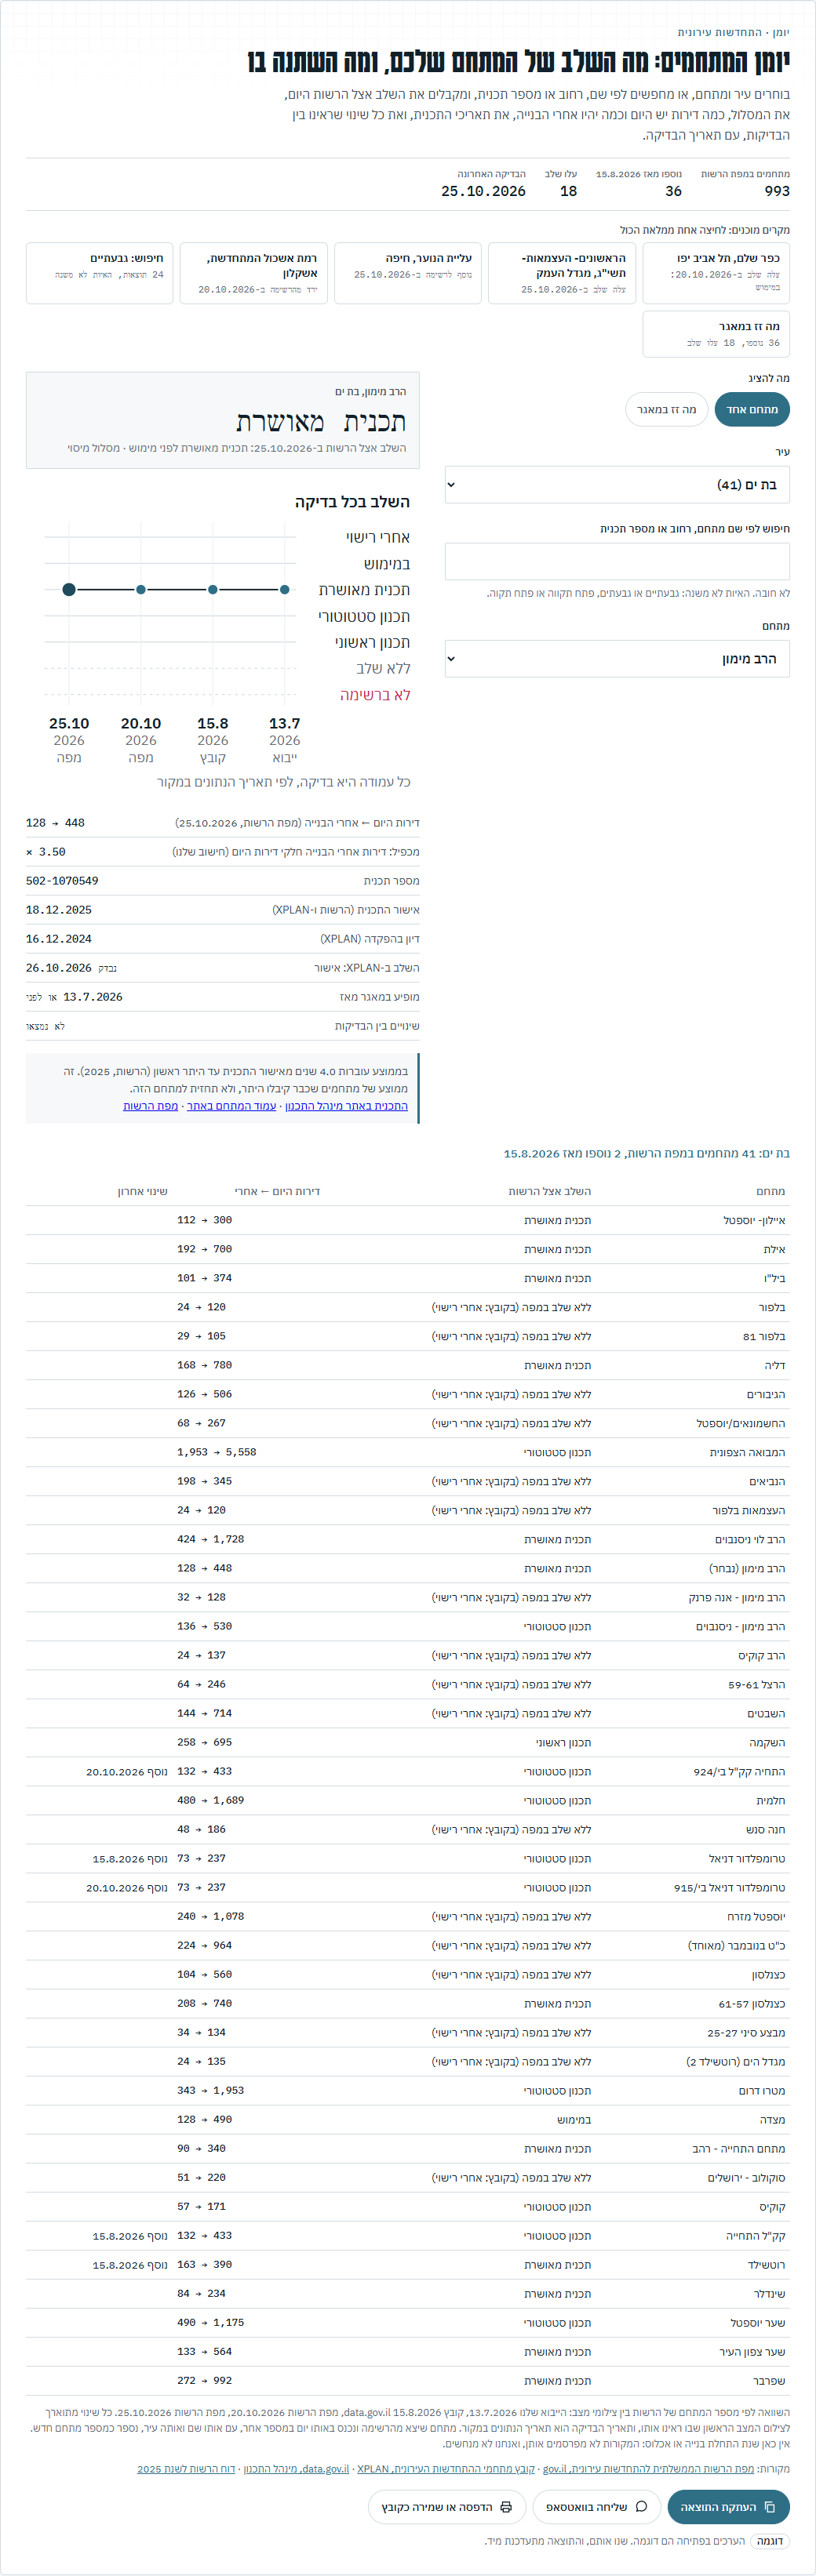 יומן · התחדשות עירונית
יומן המתחמים: מה השלב של המתחם שלכם, ומה השתנה בו
בוחרים עיר ומתחם, או מחפשים לפי שם, רחוב או מספר תכנית, ומקבלים את השלב אצל הרשות היום,
את המסלול, כמה דירות יש היום וכמה יהיו אחרי הבנייה, את תאריכי התכנית, ואת כל שינוי שראינו בין
הבדיקות, עם תאריך הבדיקה.
מתחמים במפת הרשות
993
נוספו מאז 15.8.2026
36
עלו שלב
18
הבדיקה האחרונה
25.10.2026
מקרים מוכנים: לחיצה אחת ממלאת הכול
כפר שלם, תל אביב יפו
עלה שלב ב-20.10.2026:
במימוש
הראשונים- העצמאות-
תשי"ג, מגדל העמק
עלה שלב ב-25.10.2026
עליית הנוער, חיפה
נוסף לרשימה ב-25.10.2026
רמת אשכול המתחדשת,
אשקלון
ירד מהרשימה ב-20.10.2026
חיפוש: גבעתיים
24 תוצאות, האיות לא משנה
מה זז במאגר
36 נוספו, 18 עלו שלב
מה להציג
מתחם אחד
מה זז במאגר
עיר
בת ים (41)
חיפוש לפי שם מתחם, רחוב או מספר תכנית
לא חובה. האיות לא משנה: גבעתיים או גבעתים, פתח תקווה או פתח תקוה.
מתחם
הרב מימון
הרב מימון, בת ים
תכנית מאושרת
השלב אצל הרשות ב-25.10.2026: תכנית מאושרת לפני מימוש · מסלול מיסוי
השלב בכל בדיקה
אחרי רישוי
במימוש
תכנית מאושרת
תכנון סטטוטורי
תכנון ראשוני
ללא שלב
לא ברשימה
13.7 15.8 20.10 25.10
2026 2026 2026 2026
ייבוא קובץ מפה מפה
כל עמודה היא בדיקה, לפי תאריך הנתונים במקור
דירות היום ← אחרי הבנייה (מפת הרשות, 25.10.2026) 128 → 448
מכפיל: דירות אחרי הבנייה חלקי דירות היום (חישוב שלנו) × 3.50
מספר תכנית 502-1070549
אישור התכנית (הרשות ו-XPLAN) 18.12.2025
דיון בהפקדה (XPLAN) 16.12.2024
השלב ב-XPLAN: אישור נבדק 26.10.2026
מופיע במאגר מאז 13.7.2026 או לפני
שינויים בין הבדיקות לא נמצאו
בממוצע עוברות 4.0 שנים מאישור התכנית עד היתר ראשון (הרשות, 2025). זה
ממוצע של מתחמים שכבר קיבלו היתר, ולא תחזית למתחם הזה.
התכנית באתר מינהל התכנון · עמוד המתחם באתר · מפת הרשות
בת ים: 41 מתחמים במפת הרשות, 2 נוספו מאז 15.8.2026
מתחם השלב אצל הרשות דירות היום ← אחרי שינוי אחרון
איילון- יוספטל תכנית מאושרת 112 → 300
אילת תכנית מאושרת 192 → 700
ביל"ו תכנית מאושרת 101 → 374
בלפור ללא שלב במפה (בקובץ: אחרי רישוי) 24 → 120
בלפור 81 ללא שלב במפה (בקובץ: אחרי רישוי) 29 → 105
דליה תכנית מאושרת 168 → 780
הגיבורים ללא שלב במפה (בקובץ: אחרי רישוי) 126 → 506
החשמונאים/יוספטל ללא שלב במפה (בקובץ: אחרי רישוי) 68 → 267
המבואה הצפונית תכנון סטטוטורי 1,953 → 5,558
הנביאים ללא שלב במפה (בקובץ: אחרי רישוי) 198 → 345
העצמאות בלפור ללא שלב במפה (בקובץ: אחרי רישוי) 24 → 120
הרב לוי ניסנבוים תכנית מאושרת 424 → 1,728
הרב מימון (נבחר) תכנית מאושרת 128 → 448
הרב מימון - אנה פרנק ללא שלב במפה (בקובץ: אחרי רישוי) 32 → 128
הרב מימון - ניסנבוים תכנון סטטוטורי 136 → 530
הרב קוקיס ללא שלב במפה (בקובץ: אחרי רישוי) 24 → 137
הרצל 59-61 ללא שלב במפה (בקובץ: אחרי רישוי) 64 → 246
השבטים ללא שלב במפה (בקובץ: אחרי רישוי) 144 → 714
השקמה תכנון ראשוני 258 → 695
התחיה קק"ל בי/924 תכנון סטטוטורי 132 → 433 נוסף 20.10.2026
חלמית תכנון סטטוטורי 480 → 1,689
חנה סנש ללא שלב במפה (בקובץ: אחרי רישוי) 48 → 186
טרומפלדור דניאל תכנון סטטוטורי 73 → 237 נוסף 15.8.2026
טרומפלדור דניאל בי/915 תכנון סטטוטורי 73 → 237 נוסף 20.10.2026
יוספטל מזרח ללא שלב במפה (בקובץ: אחרי רישוי) 240 → 1,078
כ"ט בנובמבר (מאוחד) ללא שלב במפה (בקובץ: אחרי רישוי) 224 → 964
כצנלסון ללא שלב במפה (בקובץ: אחרי רישוי) 104 → 560
כצנלסון 61-57 תכנית מאושרת 208 → 740
מבצע סיני 25-27 ללא שלב במפה (בקובץ: אחרי רישוי) 34 → 134
מגדל הים (רוטשילד 2) ללא שלב במפה (בקובץ: אחרי רישוי) 24 → 135
מטרו דרום תכנון סטטוטורי 343 → 1,953
מצדה במימוש 128 → 490
מתחם התחייה - רהב תכנית מאושרת 90 → 340
סוקולוב - ירושלים ללא שלב במפה (בקובץ: אחרי רישוי) 51 → 220
קוקיס תכנון סטטוטורי 57 → 171
קק"ל התחייה תכנון סטטוטורי 132 → 433 נוסף 15.8.2026
רוטשילד תכנית מאושרת 163 → 390 נוסף 15.8.2026
שינדלר תכנית מאושרת 84 → 234
שער יוספטל תכנון סטטוטורי 490 → 1,175
שער צפון העיר תכנית מאושרת 133 → 564
שפרבר תכנית מאושרת 272 → 992
השוואה לפי מספר המתחם של הרשות בין צילומי מצב: הייבוא שלנו 13.7.2026, קובץ data.gov.il 15.8.2026, מפת הרשות 20.10.2026, מפת הרשות 25.10.2026. כל שינוי מתוארך
לצילום המצב הראשון שבו ראינו אותו, ותאריך הבדיקה הוא תאריך הנתונים במקור. מתחם שיצא מהרשימה ונכנס באותו יום במספר אחר, עם אותו שם ואותה עיר, נספר כמספר מתחם חדש.
אין כאן שנת התחלת בנייה או אכלוס: המקורות לא מפרסמים אותן, ואנחנו לא מנחשים.
מקורות: מפת הרשות הממשלתית להתחדשות עירונית, gov.il · קובץ מתחמי ההתחדשות העירונית, data.gov.il · XPLAN, מינהל התכנון · דוח הרשות לשנת 2025
העתקת התוצאה
שליחה בוואטסאפ
הדפסה או שמירה כקובץ
דוגמה הערכים בפתיחה הם דוגמה. שנו אותם, והתוצאה מתעדכנת מיד.